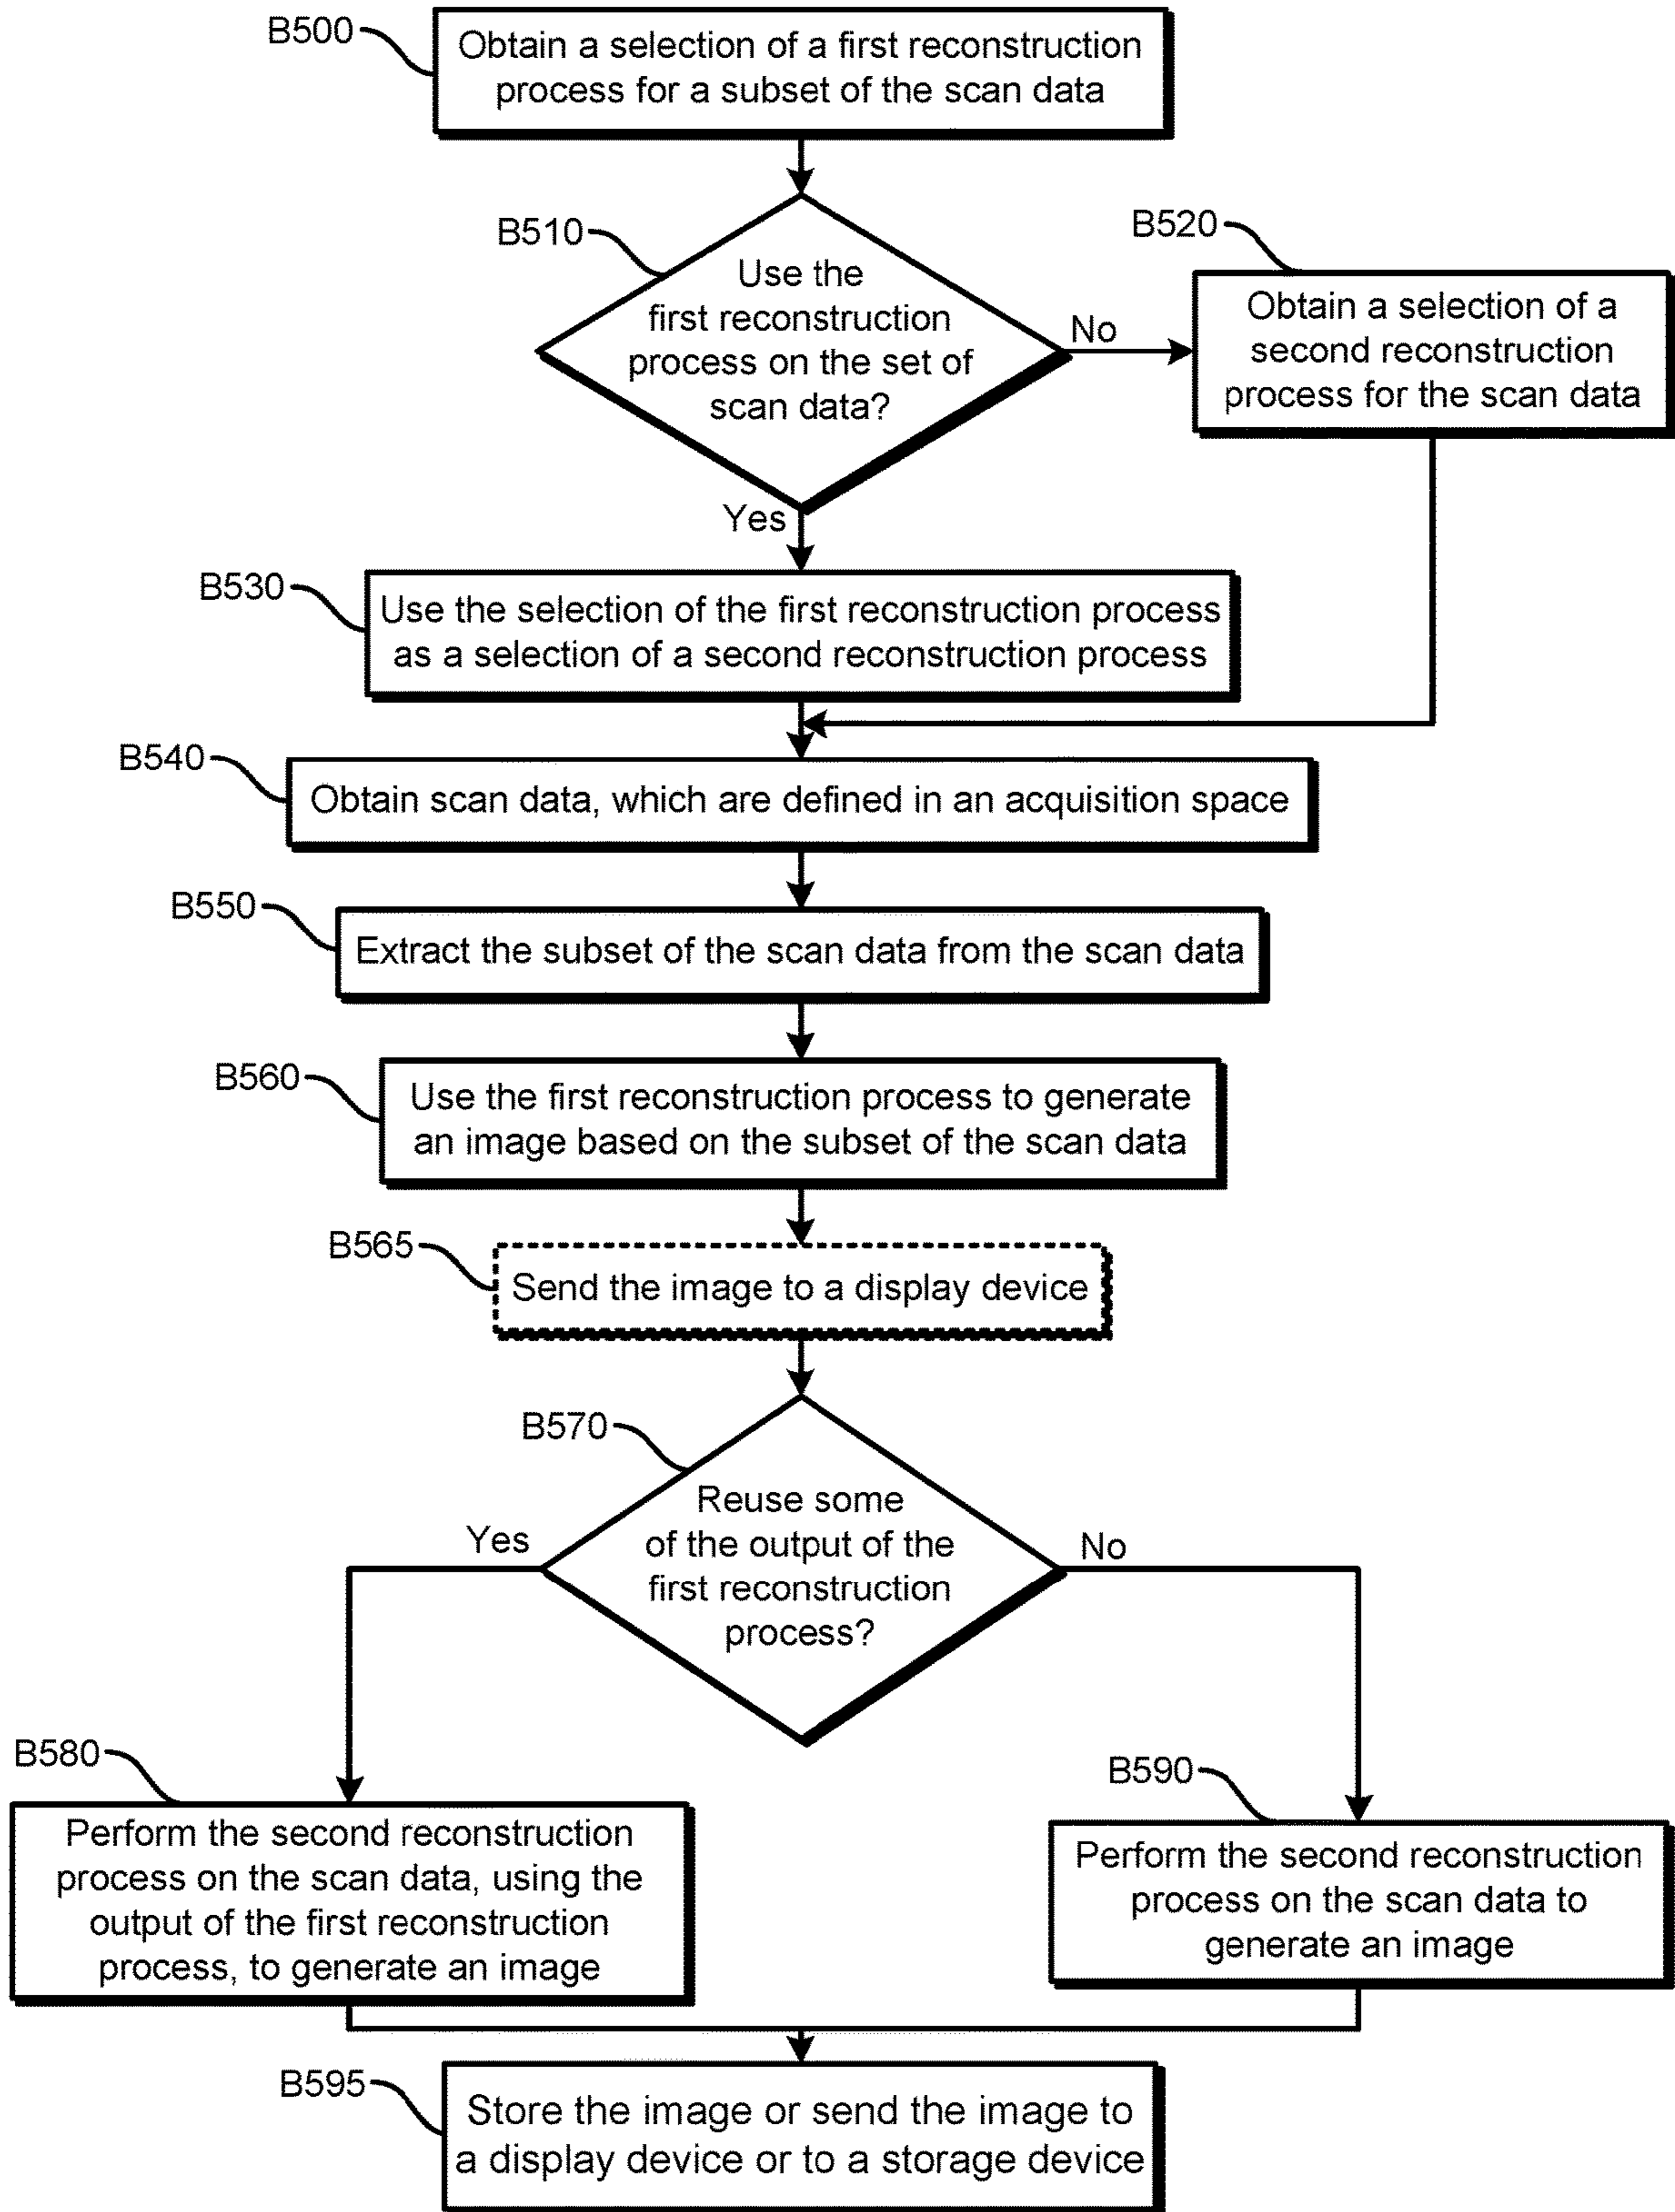 B500
Obtain a selection of a first reconstruction
process for a subset of the scan data
B510
Use the
first reconstruction
process on the set of
scan data?
No
B520
Obtain a selection of a
second reconstruction
process for the scan data
Yes
B530
Use the selection of the first reconstruction process
as a selection of a second reconstruction process
B540
Obtain scan data, which are defined in an acquisition space
B550
Extract the subset of the scan data from the scan data
B560
Use the first reconstruction process to generate
an image based on the subset of the scan data
B565
Send the image to a display device
B570
Reuse some
of the output of the
first reconstruction
process?
Yes
No
B580
Perform the second reconstruction
process on the scan data, using the
output of the first reconstruction
process, to generate an image
B590
Perform the second reconstruction
process on the scan data to
generate an image
B595
Store the image or send the image to
a display device or to a storage device